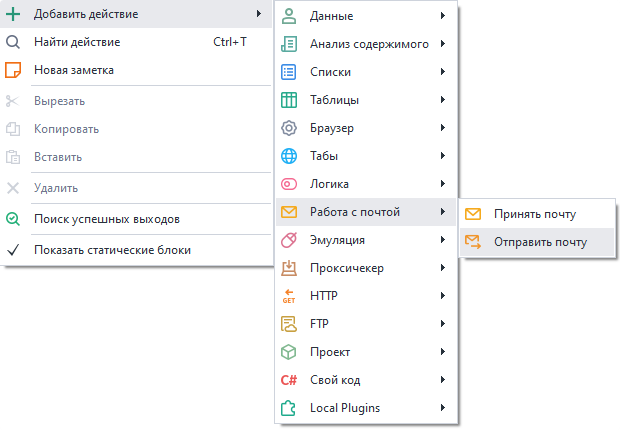 Добавить действие
Найти действие Ctrl+T
Новая заметка
Вырезать
Копировать
Вставить
Удалить
Поиск успешных выходов
Показать статические блоки
Данные
Анализ содержимого
Списки
Таблицы
Браузер
Табы
Логика
Работа с почтой
Эмуляция
Проксичекер
GET HTTP
FTP
Проект
C# Свой код
Local Plugins
Принять почту
Отправить почту